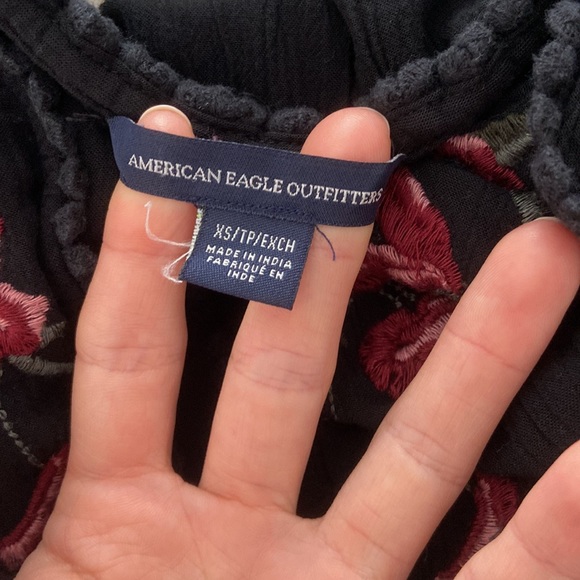 AMERICAN EAGLE OUTFITTERS
XS/TP/EXCH
MADE IN INDIA
FABRIQUÉ EN
INDE